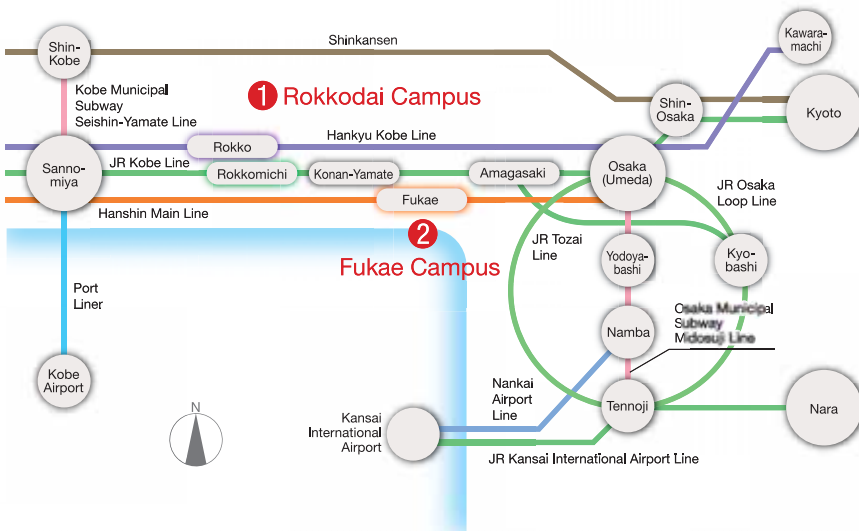 Shinkansen
Shin-
Kobe
Kawara-
machi
Kobe Municipal
Subway
Seishin-Yamate Line
1 Rokkodai Campus
Shin-
Osaka
Kyoto
Rokko
Hankyu Kobe Line
Sanno-
miya
JR Kobe Line
Rokkomichi
Konan-Yamate
Amagasaki
Osaka
(Umeda)
JR Osaka
Loop Line
Hanshin Main Line
Fukae
2
Fukae Campus
JR Tozai
Line
Yodoya-
bashi
Kyo-
bashi
Port
Liner
Osaka Municipal
Subway
Midosuji Line
Namba
Kobe
Airport
Nankai
Airport
Line
Tennoji
Nara
N
Kansai
International
Airport
JR Kansai International Airport Line